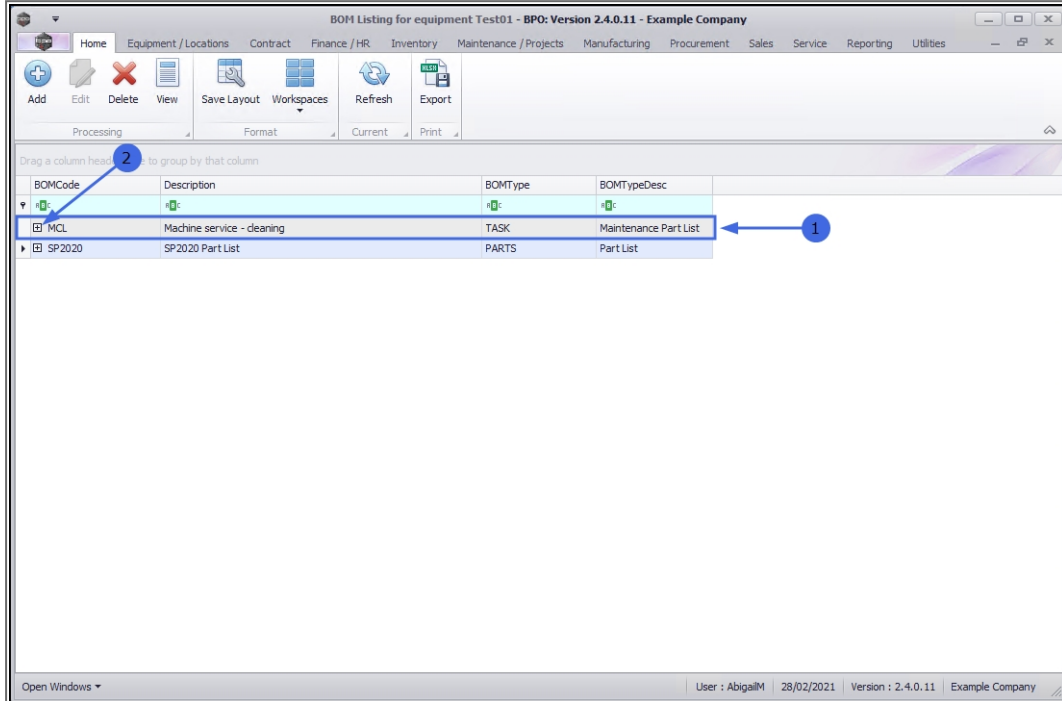 BOM Listing for equipment Test01 - BPO: Version 2.4.0.11 - Example Company
Home Equipment / Locations Contract Finance / HR Inventory Maintenance / Projects Manufacturing Procurement Sales Service Reporting Utilities
Add Edit Delete View Save Layout Workspaces Refresh Export
Processing Format Current Print
Drag a column head to group by that column
2
BOMCode Description BOMType BOMTypeDesc
MCL Machine service - cleaning TASK Maintenance Part List
1
SP2020 SP2020 Part List PARTS Part List
Open Windows User : AbigailM 28/02/2021 Version : 2.4.0.11 Example Company